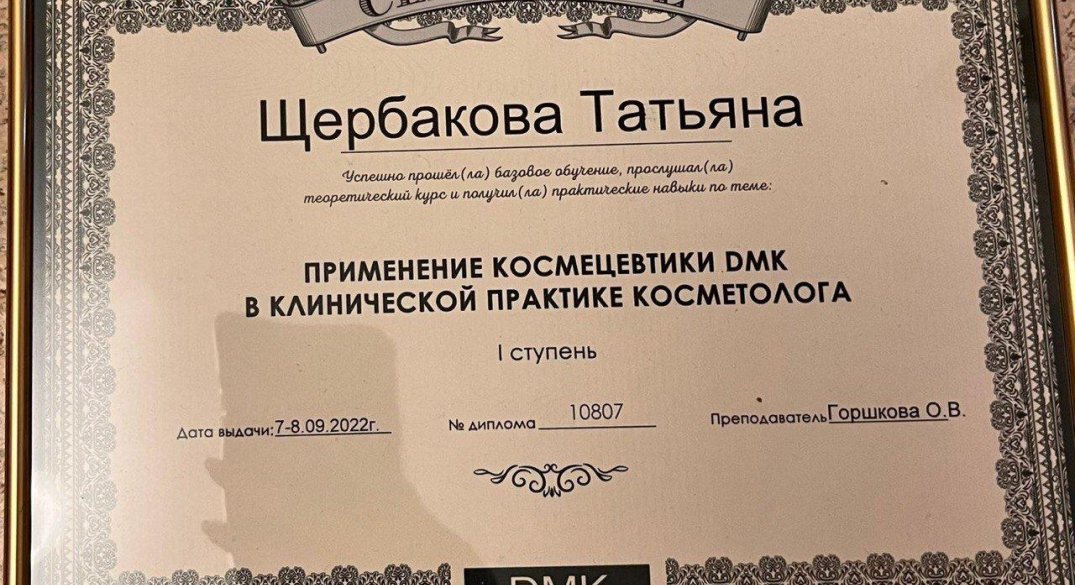 Щербакова Татьяна
Успешно прошёл(ла) базовое обучение, прослушал(ла)
теоретический курс и получил(ла) практические навыки по теме:
ПРИМЕНЕНИЕ КОСМЕЦЕВТИКИ DMK
В КЛИНИЧЕСКОЙ ПРАКТИКЕ КОСМЕТОЛОГА
I ступень
Дата выдачи: 7-8.09.2022г. № диплома 10807 Преподаватель Горшкова О.В.
DMK